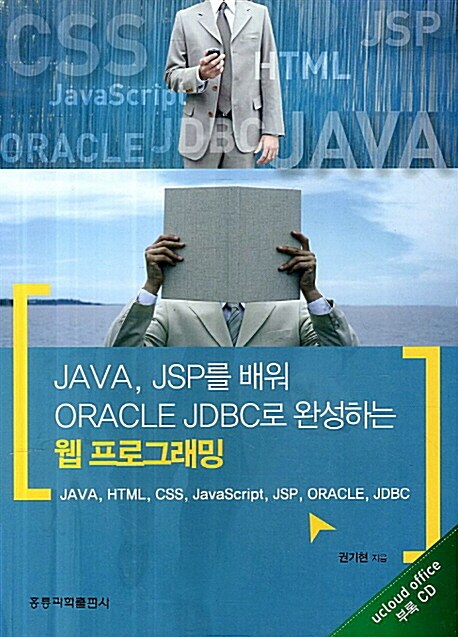 CSS
JSP
HTML
JavaScript
ORACLE
JDBC
JAVA
JAVA, JSP를 배워
ORACLE JDBC로 완성하는
웹 프로그래밍
JAVA, HTML, CSS, JavaScript, JSP, ORACLE, JDBC
권기현 지음
홍릉과학출판사
ucloud office
부록 CD